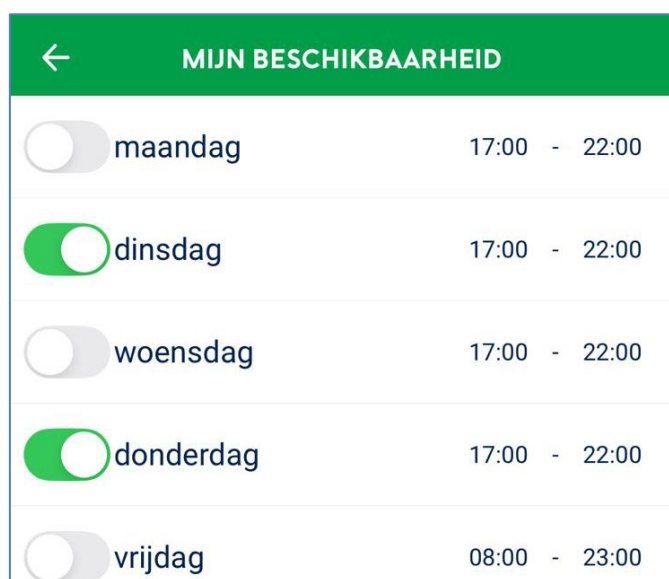 MIJN BESCHIKBAARHEID
maandag 17:00 - 22:00
dinsdag 17:00 - 22:00
woensdag 17:00 - 22:00
donderdag 17:00 - 22:00
vrijdag 08:00 - 23:00